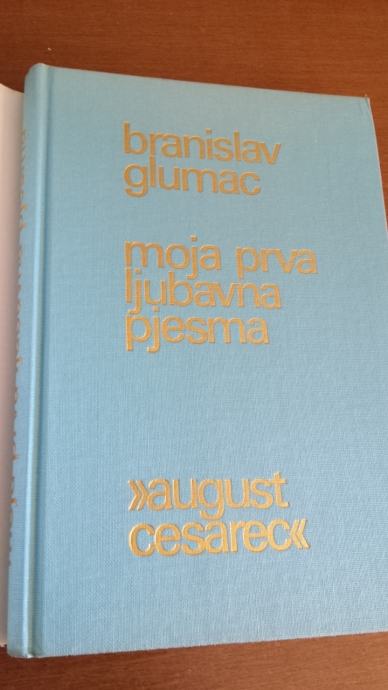 branislav
glumac
moja prva
ljubavna
pjesma
»august
cesarec«